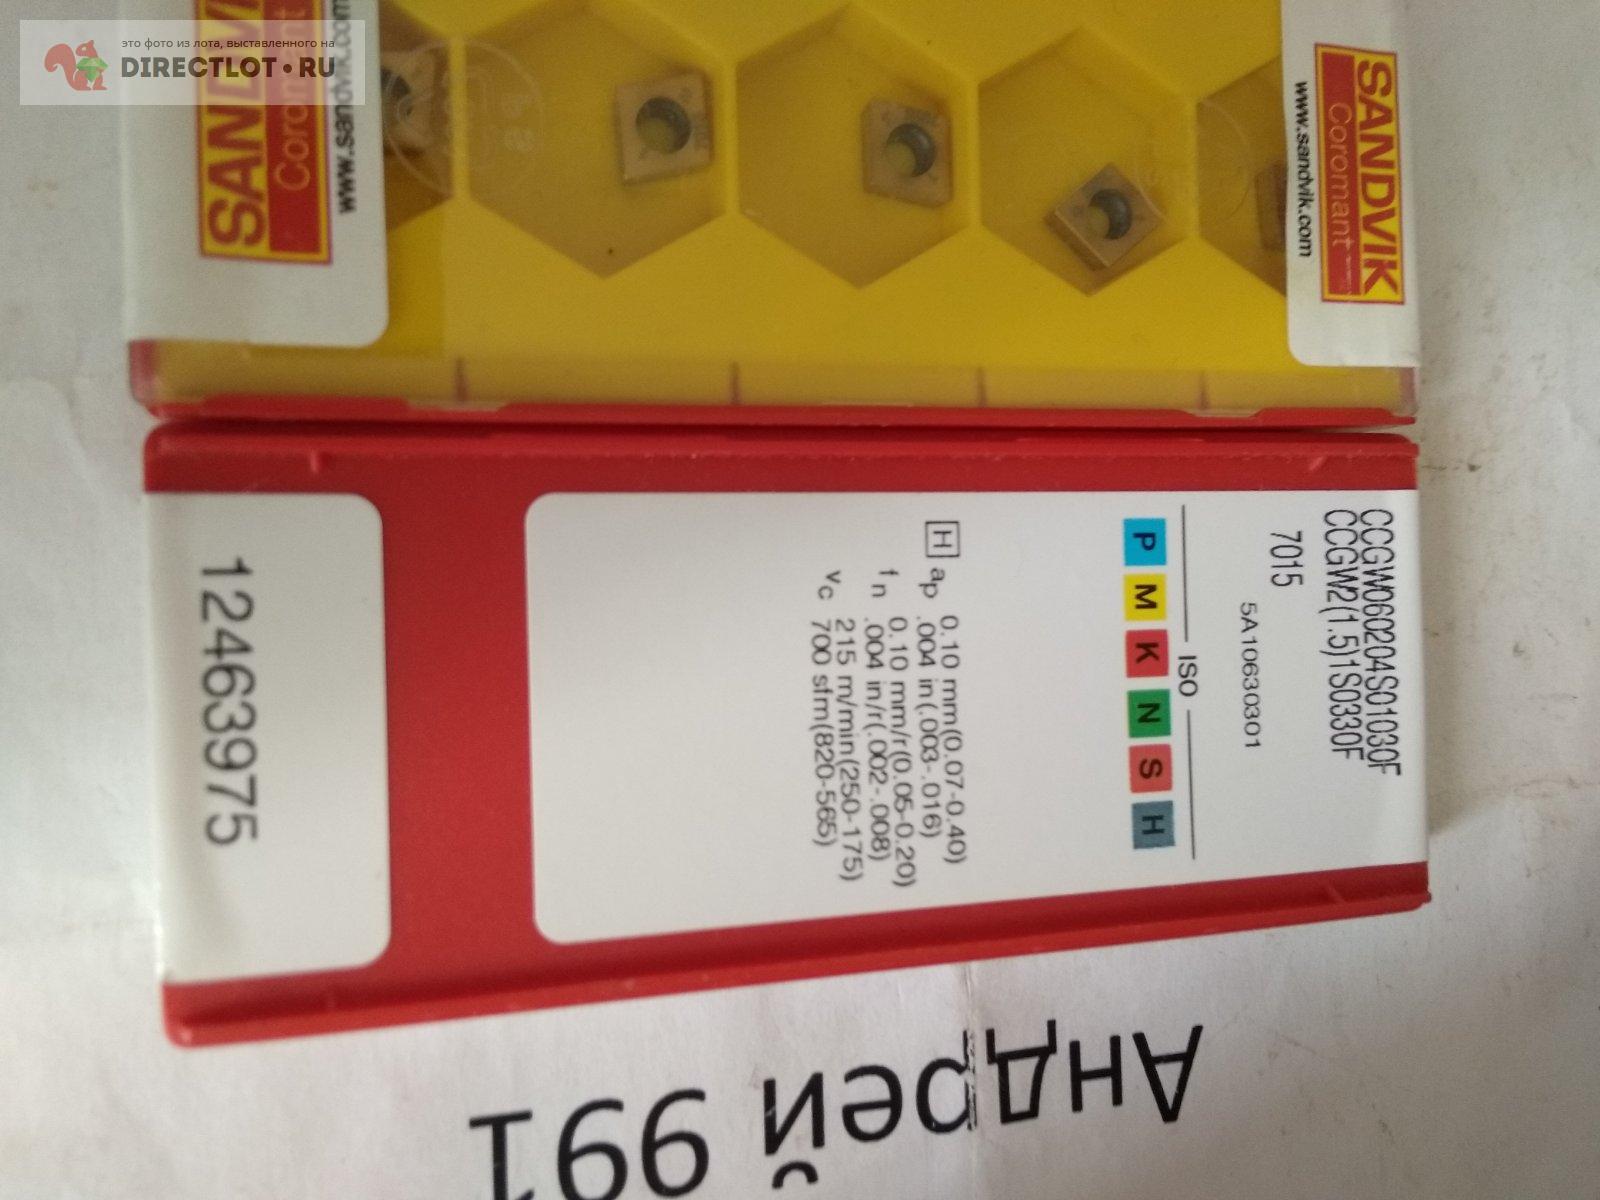 это фото из лота, выставленного на
DIRECTLOT.RU
Coromant
www.sandvik.com
SANDVIK
Coromant
www.sandvik.com
CCGW060204S01030F
CCGW2(1.5)1S0330F
7015
5A10630301
ISO
P M K N S H
H ap 0.10 mm(0.07-0.40)
.004 in(.003-.016)
fn 0.10 mm/r(0.05-0.20)
.004 in/r(.002-.008)
vc 215 m/min(250-175)
700 sfm(820-565)
12463975
Андрей 991